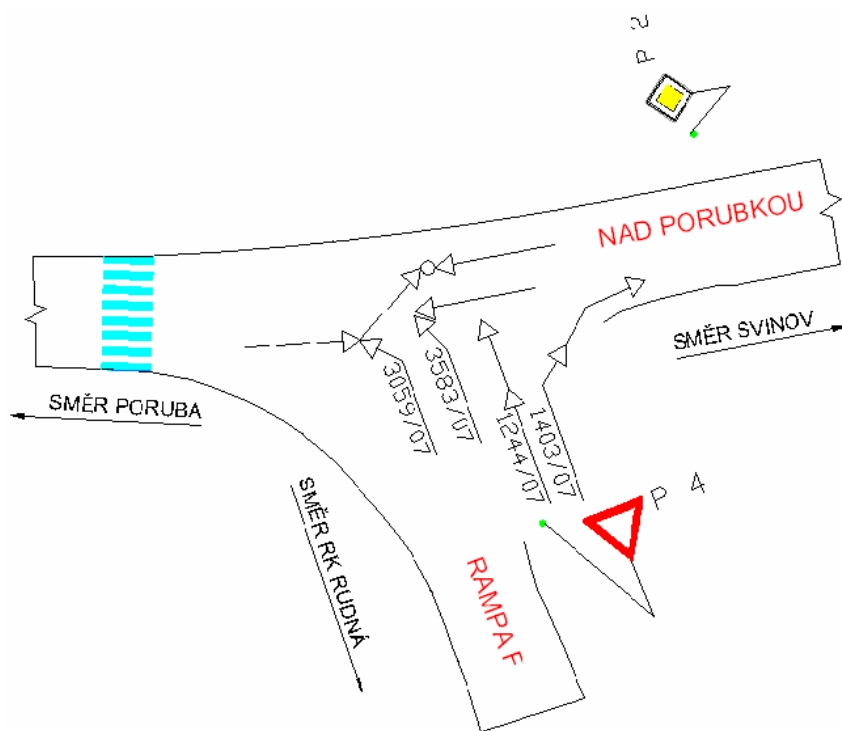 P 2
NAD PORUBKOU
SMĚR SVINOV
SMĚR PORUBA
3059/07
3583/07
1244/07
1403/07
P 4
SMĚR RK RUDNÁ
RAMPA F